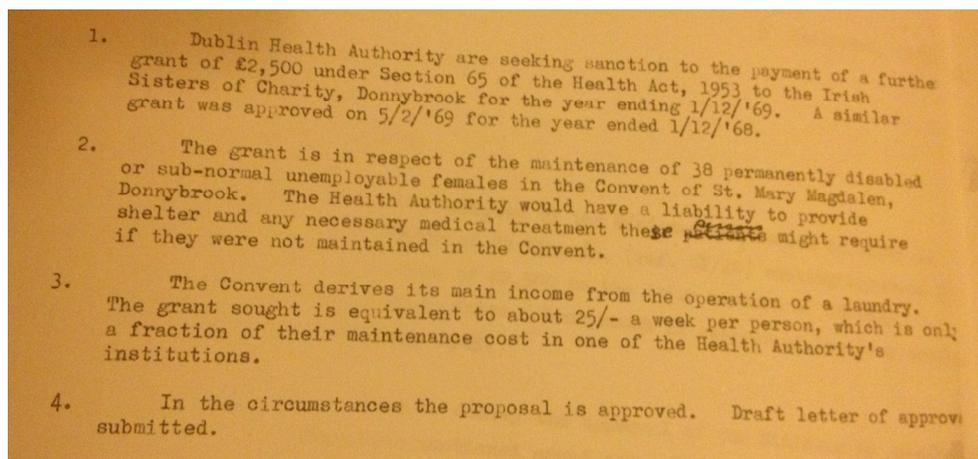 1. Dublin Health Authority are seeking sanction to the payment of a furthe
grant of £2,500 under Section 65 of the Health Act, 1953 to the Irish
Sisters of Charity, Donnybrook for the year ending 1/12/'69. A similar
grant was approved on 5/2/'69 for the year ended 1/12/'68.
2. The grant is in respect of the maintenance of 38 permanently disabled
or sub-normal unemployable females in the Convent of St. Mary Magdalen,
Donnybrook. The Health Authority would have a liability to provide
shelter and any necessary medical treatment these patients might require
if they were not maintained in the Convent.
3. The Convent derives its main income from the operation of a laundry.
The grant sought is equivalent to about 25/- a week per person, which is only
a fraction of their maintenance cost in one of the Health Authority's
institutions.
4. In the circumstances the proposal is approved. Draft letter of approv
submitted.